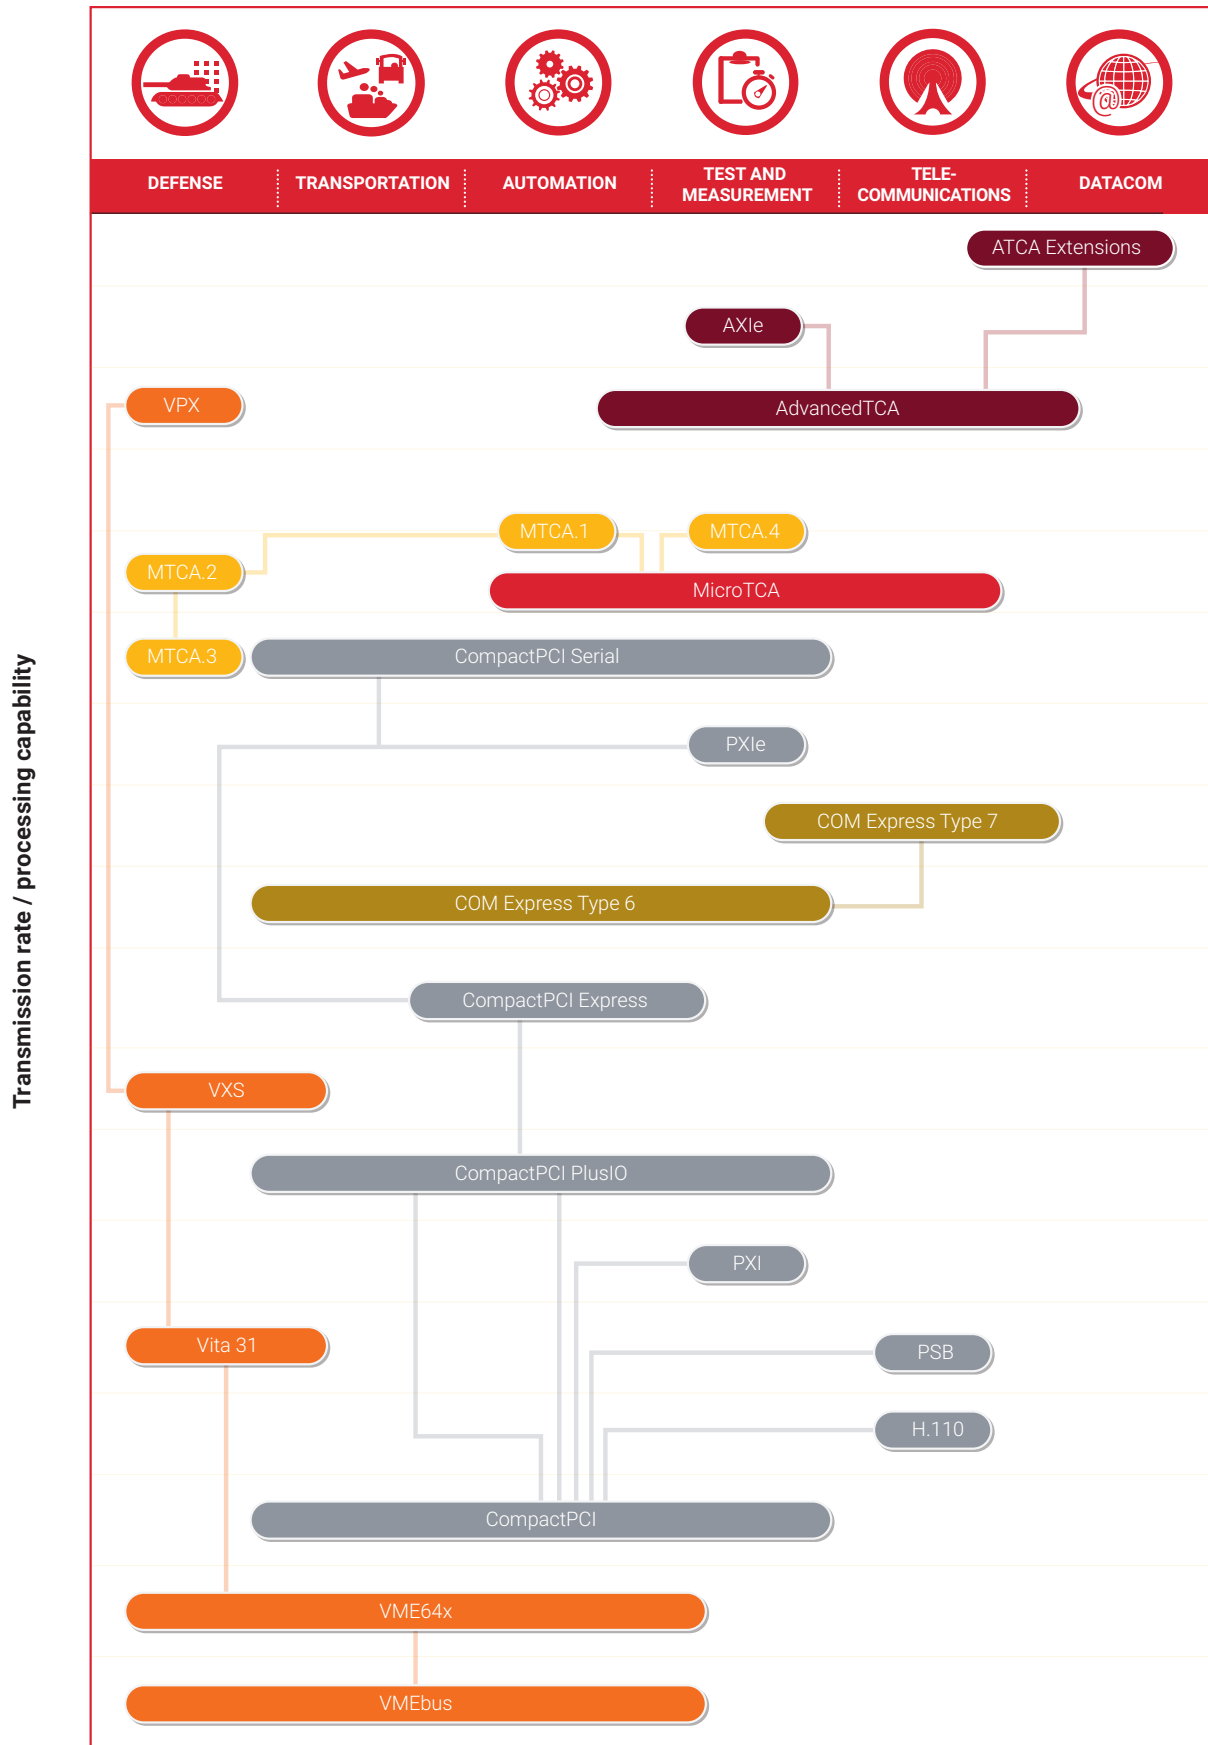 DEFENSE
TRANSPORTATION
AUTOMATION
TEST AND
MEASUREMENT
TELE-
COMMUNICATIONS
DATACOM
Transmission rate / processing capability
ATCA Extensions
AXIe
VPX
AdvancedTCA
MTCA.1
MTCA.4
MTCA.2
MicroTCA
MTCA.3
CompactPCI Serial
PXIe
COM Express Type 7
COM Express Type 6
CompactPCI Express
VXS
CompactPCI PlusIO
PXI
Vita 31
PSB
H.110
CompactPCI
VME64x
VMEbus